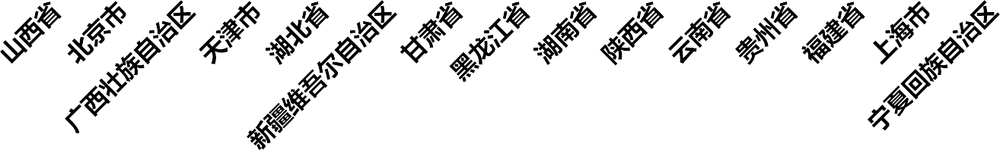 山西省
北京市
广西壮族自治区
天津市
湖北省
新疆维吾尔自治区
甘肃省
黑龙江省
湖南省
陕西省
云南省
贵州省
福建省
上海市
宁夏回族自治区